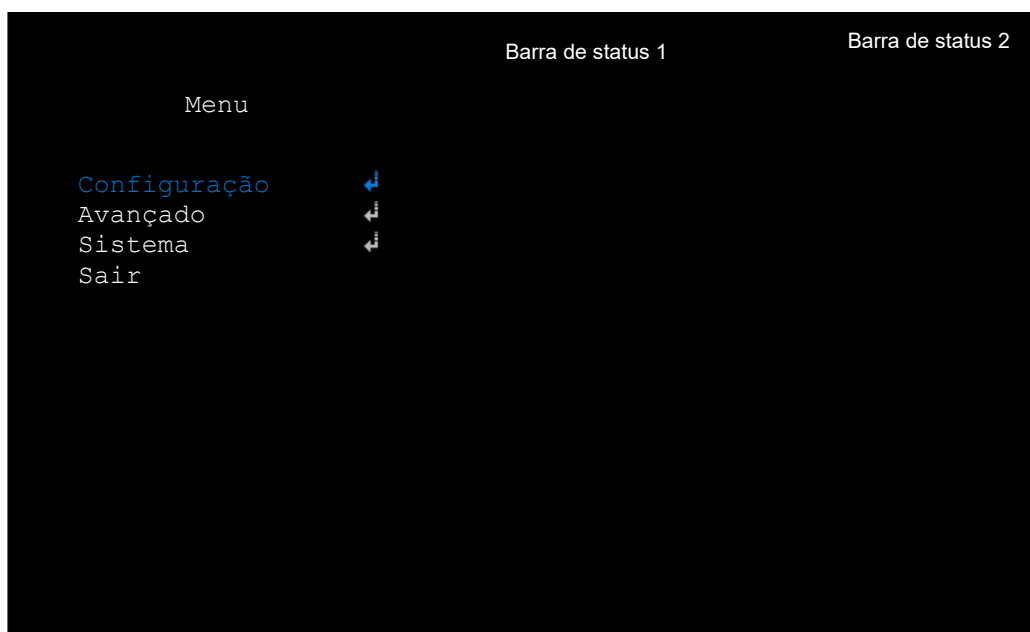 Barra de status 1
Barra de status 2
Menu
Configuração
Avançado
Sistema
Sair